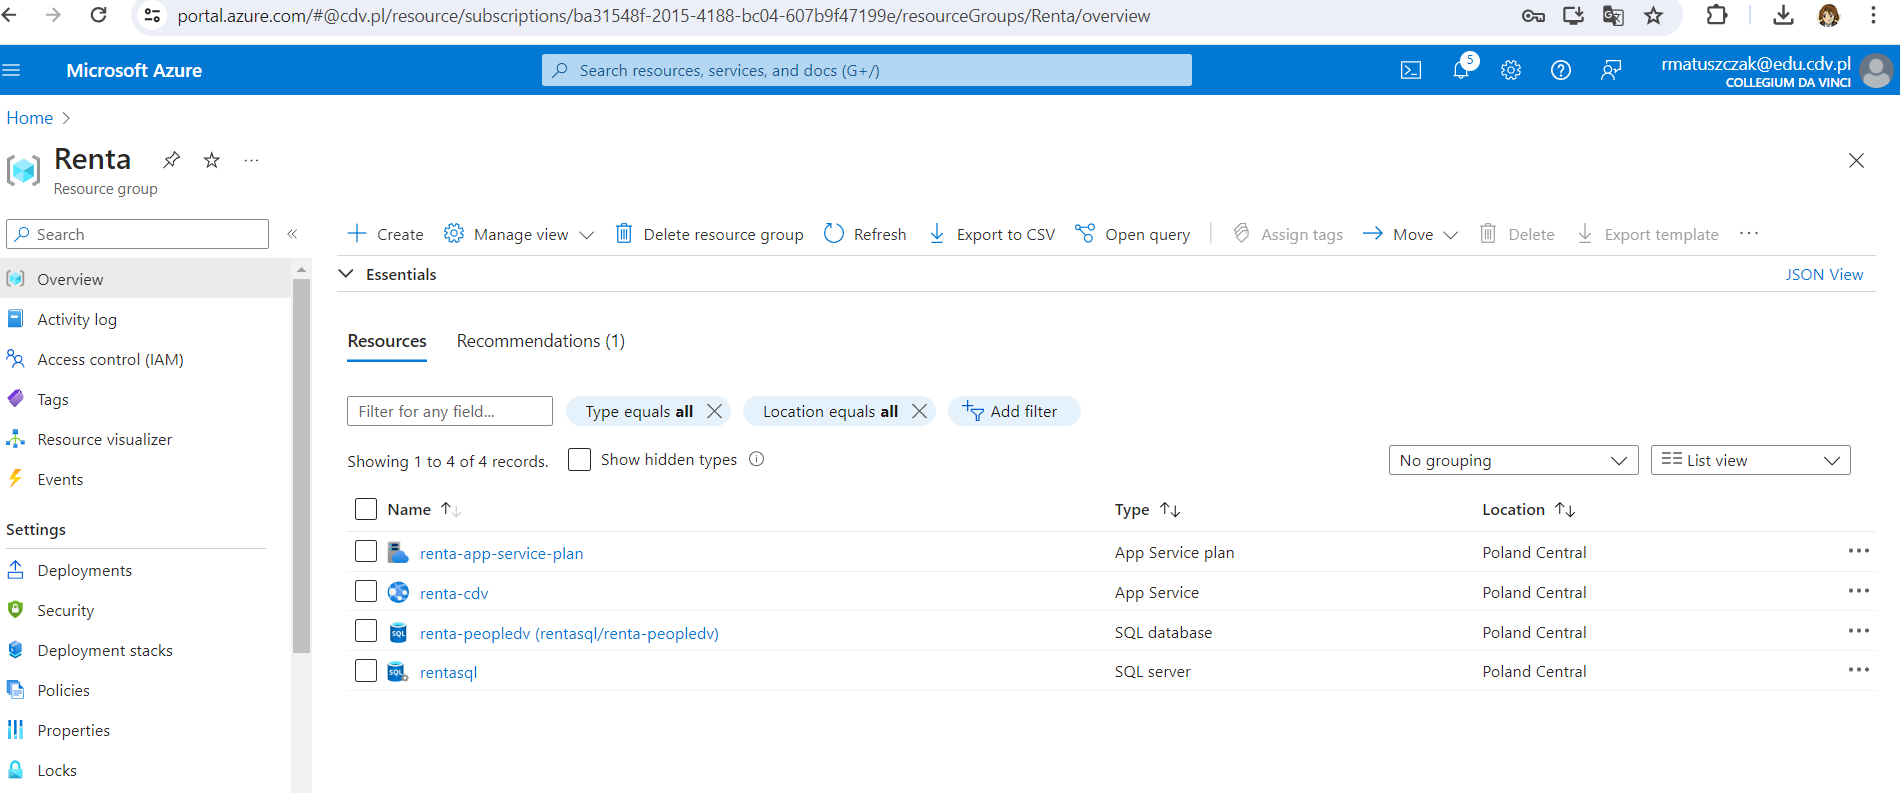 portal.azure.com/#@cdv.pl/resource/subscriptions/ba31548f-2015-4188-bc04-607b9f47199e/resourceGroups/Renta/overview
Microsoft Azure
Search resources, services, and docs (G+/)
5
rmatuszczak@edu.cdv.pl
COLLEGIUM DA VINCI
Home
Renta
Resource group
Search
Create
Manage view
Delete resource group
Refresh
Export to CSV
Open query
Assign tags
Move
Delete
Export template
Overview
Activity log
Access control (IAM)
Tags
Resource visualizer
Events
Settings
Deployments
Security
Deployment stacks
Policies
Properties
Locks
Essentials
JSON View
Resources
Recommendations (1)
Filter for any field...
Type equals all
Location equals all
Add filter
Showing 1 to 4 of 4 records.
Show hidden types
No grouping
List view
Name
Type
Location
renta-app-service-plan
App Service plan
Poland Central
renta-cdv
App Service
Poland Central
SQL
renta-peopledv (rentasql/renta-peopledv)
SQL database
Poland Central
SQL
rentasql
SQL server
Poland Central